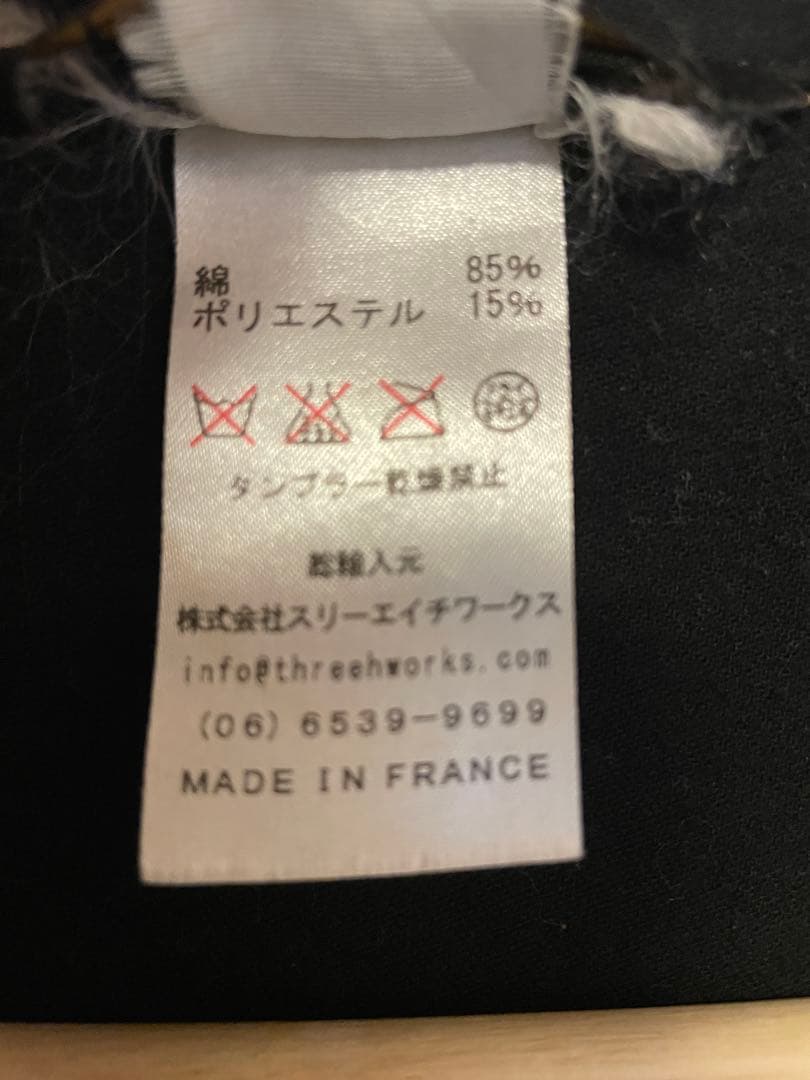 綿 85%
ポリエステル 15%
タンブラー乾燥禁止
総輸入元
株式会社スリーエイチワークス
info@threehworks.com
(06) 6539-9699
MADE IN FRANCE